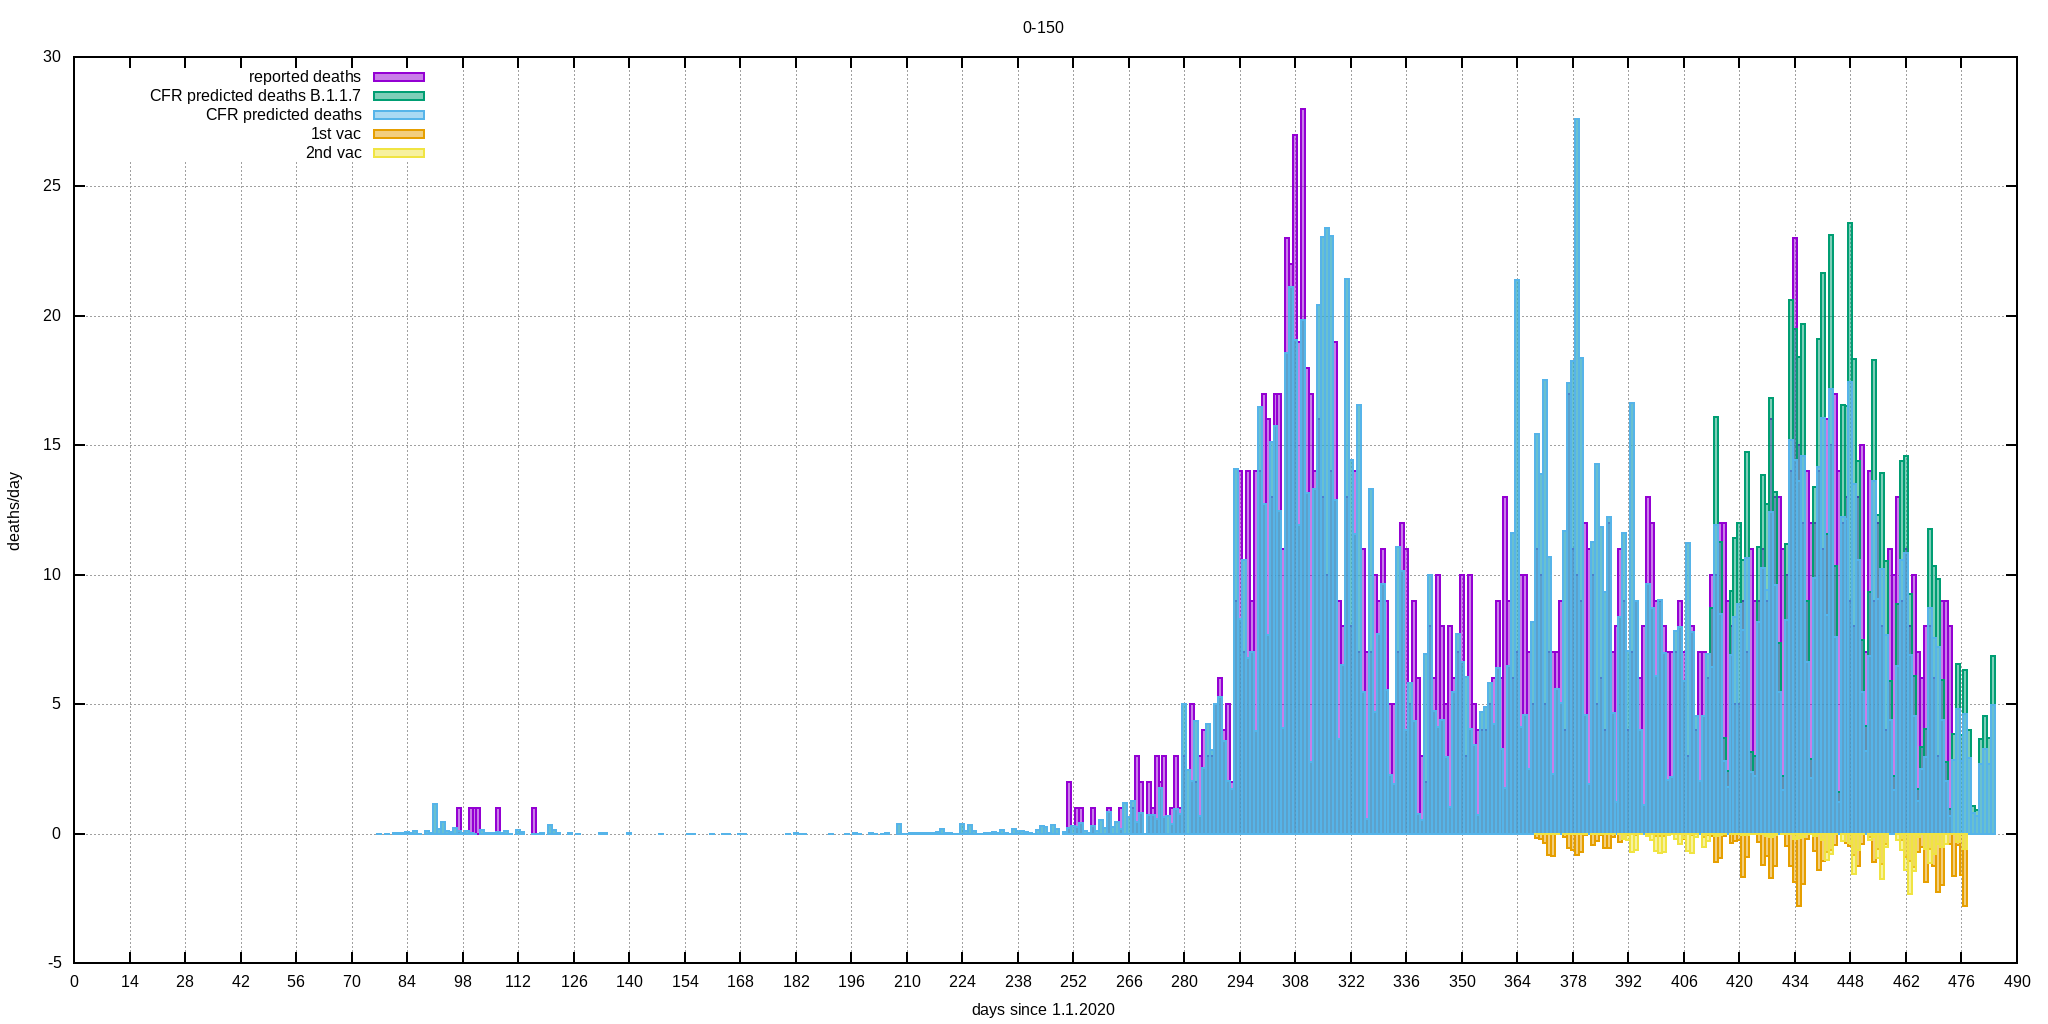 0-150
30
25
20
15
10
5
0
-5
deaths/day
reported deaths
CFR predicted deaths B.1.1.7
CFR predicted deaths
1st vac
2nd vac
0 14 28 42 56 70 84 98 112 126 140 154 168 182 196 210 224 238 252 266 280 294 308 322 336 350 364 378 392 406 420 434 448 462 476 490
days since 1.1.2020